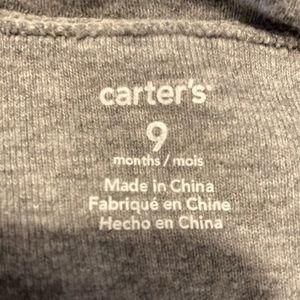 carter's
9
months / mois
Made in China
Fabriqué en Chine
Hecho en China